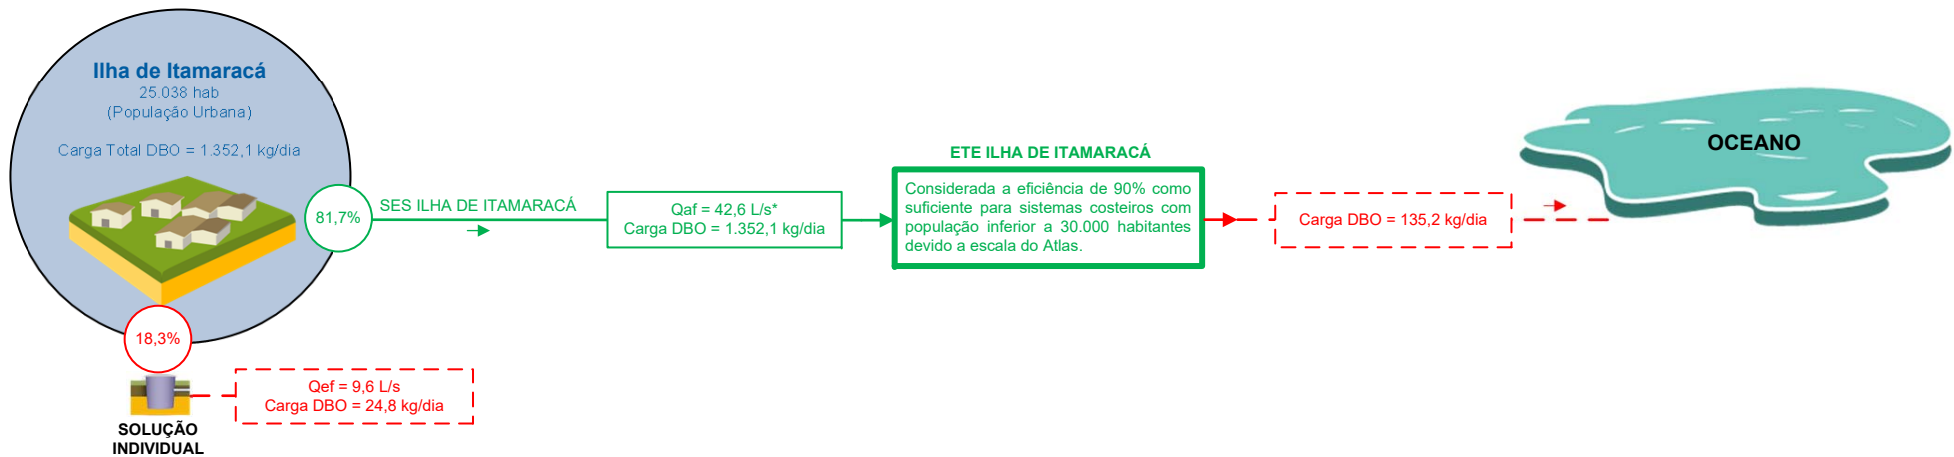 Ilha de Itamaracá
25.038 hab
(População Urbana)
Carga Total DBO = 1.352,1 kg/dia
81,7%
SES ILHA DE ITAMARACÁ
Qaf = 42,6 L/s*
Carga DBO = 1.352,1 kg/dia
ETE ILHA DE ITAMARACÁ
Considerada a eficiência de 90% como
suficiente para sistemas costeiros com
população inferior a 30.000 habitantes
devido a escala do Atlas.
Carga DBO = 135,2 kg/dia
OCEANO
18,3%
Qef = 9,6 L/s
Carga DBO = 24,8 kg/dia
SOLUÇÃO
INDIVIDUAL